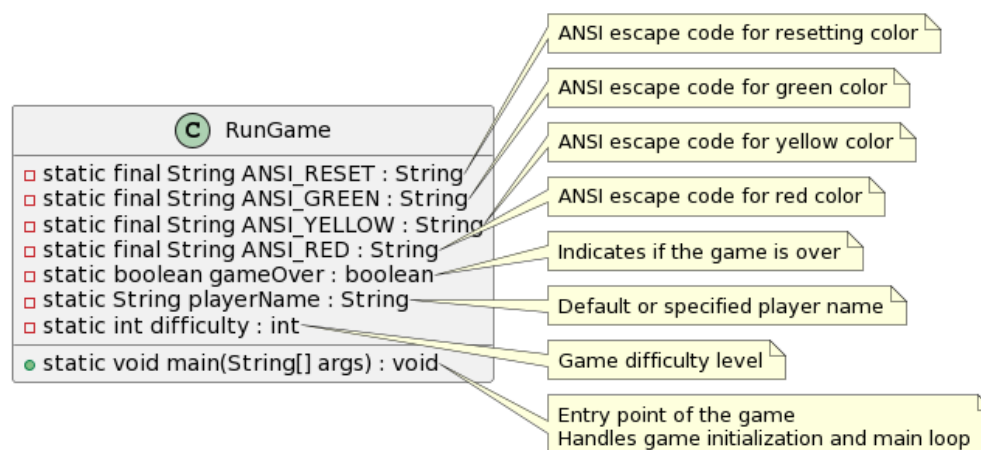 C RunGame
static final String ANSI_RESET : String
static final String ANSI_GREEN : String
static final String ANSI_YELLOW : String
static final String ANSI_RED : String
static boolean gameOver : boolean
static String playerName : String
static int difficulty : int
static void main(String[] args) : void
ANSI escape code for resetting color
ANSI escape code for green color
ANSI escape code for yellow color
ANSI escape code for red color
Indicates if the game is over
Default or specified player name
Game difficulty level
Entry point of the game
Handles game initialization and main loop